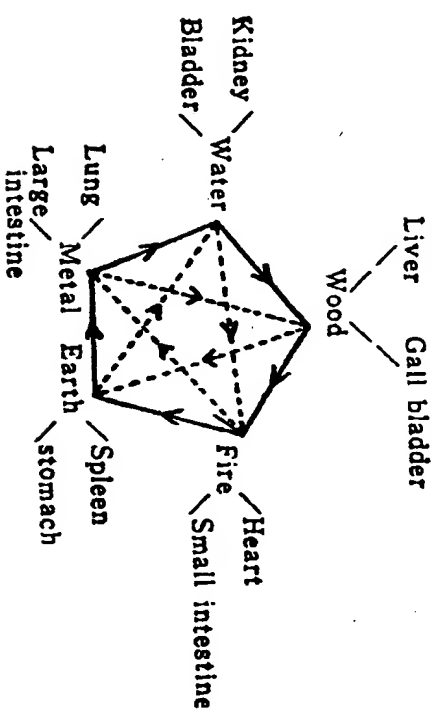 Liver
Gall bladder
Wood
Kidney
Bladder
Water
Fire
Heart
Small intestine
Lung
Large
intestine
Metal
Earth
Spleen
stomach